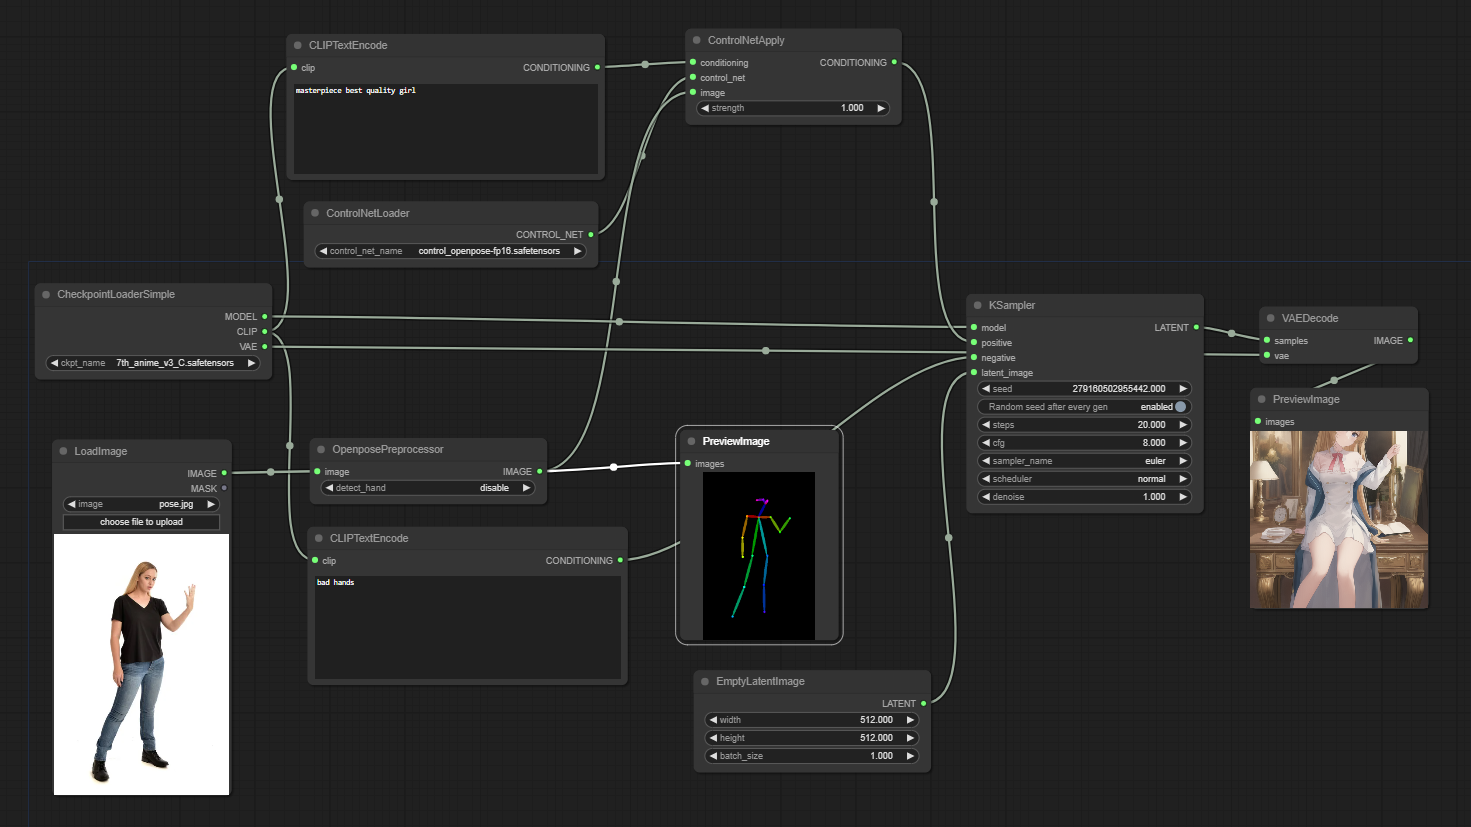 CLIPTextEncode
clip CONDITIONING
masterpiece best quality girl
ControlNetApply
conditioning CONDITIONING
control_net
image
strength 1.000
ControlNetLoader
CONTROL_NET
control_net_name control_openpose-fp16.safetensors
CheckpointLoaderSimple
MODEL
CLIP
VAE
ckpt_name 7th_anime_v3_C.safetensors
KSampler
model LATENT
positive
negative
latent_image
seed 279160502955442.000
Random seed after every gen enabled
steps 20.000
cfg 8.000
sampler_name euler
scheduler normal
denoise 1.000
VAEDecode
samples IMAGE
vae
PreviewImage
images
LoadImage
IMAGE
MASK
image pose.jpg
choose file to upload
OpenposePreprocessor
image IMAGE
detect_hand disable
PreviewImage
images
CLIPTextEncode
clip CONDITIONING
bad hands
EmptyLatentImage
LATENT
width 512.000
height 512.000
batch_size 1.000